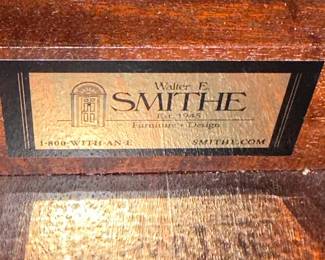 Walter E.
SMITHE
Est. 1945
Furniture + Design
1-800-WITH-AN-E SMITHE.COM